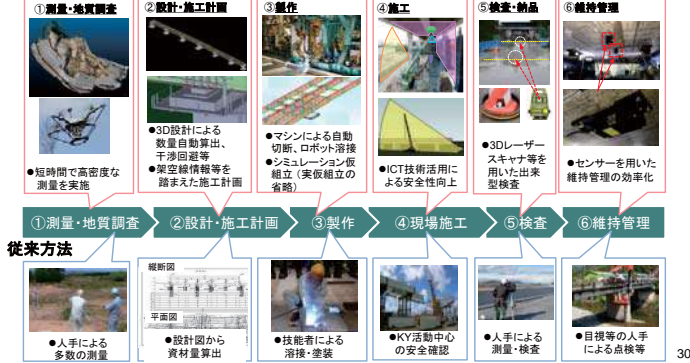 ①測量・地質調査
●短時間で高密度な
測量を実施
②設計・施工計画
●3D設計による
数量自動算出、
干渉回避等
●架空線情報等を
踏まえた施工計画
③製作
●マシンによる自動
切断、ロボット溶接
●シミュレーション仮
組立（実仮組立の
省略）
④施工
●ICT技術活用に
よる安全性向上
⑤検査・納品
●3Dレーザー
スキャナ等を
用いた出来
型検査
⑥維持管理
●センサーを用いた
維持管理の効率化
①測量・地質調査
②設計・施工計画
③製作
④現場施工
⑤検査
⑥維持管理
従来方法
●人手による
多数の測量
縦断図
平面図
●設計図から
資材量算出
●技能者による
溶接・塗装
●KY活動中心
の安全確認
●人手による
測量・検査
●目視等の人手
による点検等
30